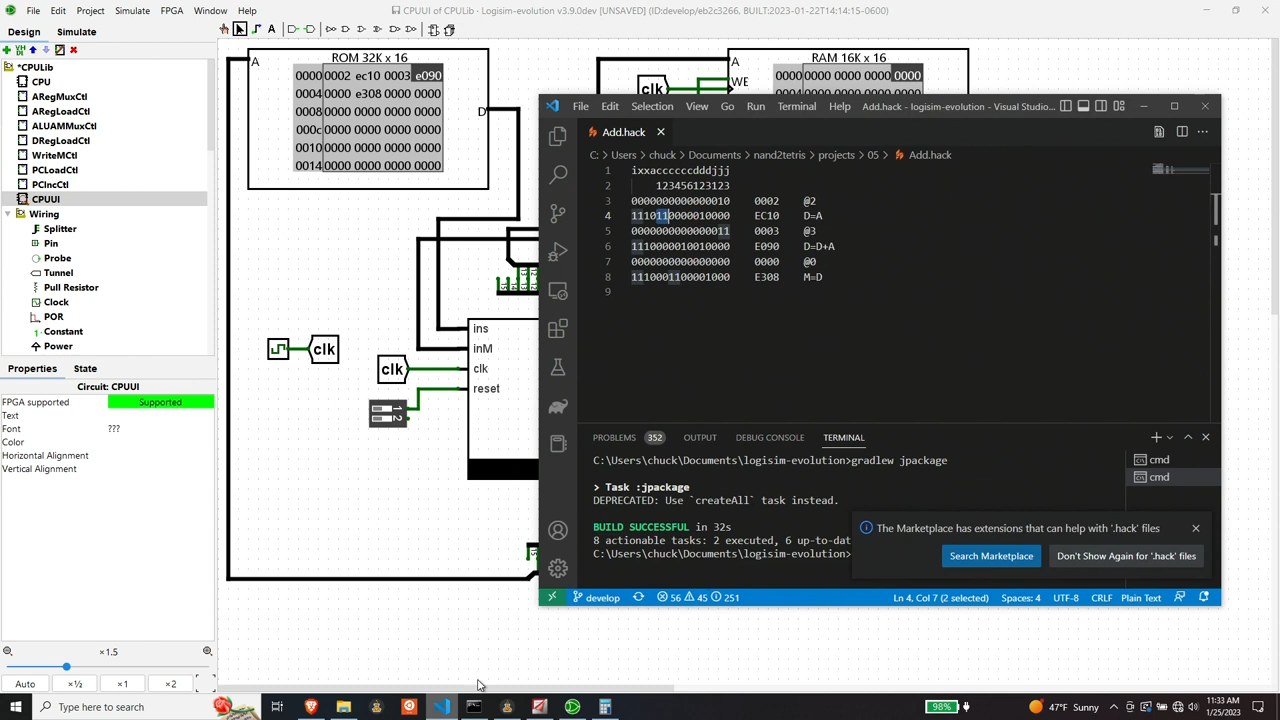 File Edit Project Simulate FPGA Window Help
CPUUI of CPULib - Logisim-evolution v3.9.0dev [UNSAVED] (ID:develop/eb2c3266, BUILT:2023-01-22T14:14:15-0600)
Design Simulate
*CPULib
CPU
ARegMuxCtl
ARegLoadCtl
ALUAMMuxCtl
DRegLoadCtl
WriteMCtl
PCLoadCtl
PCIncCtl
CPUUI
Wiring
Splitter
Pin
Probe
Tunnel
Pull Resistor
Clock
POR
Constant
Power
Properties State
Circuit: CPUUI
FPGA supported Supported
Text
Font ???
Color
Horizontal Alignment
Vertical Alignment
×1.5
Auto ×½ ×1 ×2
ROM 32K x 16
A
0000 0002 ec10 0003 e090
0004 0000 e308 0000 0000
0008 0000 0000 0000 0000
000c 0000 0000 0000 0000
0010 0000 0000 0000 0000
0014 0000 0000 0000 0000
D
RAM 16K x 16
A
WE
clk
0000 0000 0000 0000 0000
clk
clk
ins
inM
clk
reset
1 2
File Edit Selection View Go Run Terminal Help Add.hack - logisim-evolution - Visual Studio...
Add.hack
C: > Users > chuck > Documents > nand2tetris > projects > 05 > Add.hack
1 ixxaccccccdddjjj
2 123456123123
3 0000000000000010 0002 @2
4 1110110000010000 EC10 D=A
5 0000000000000011 0003 @3
6 1110000010010000 E090 D=D+A
7 0000000000000000 0000 @0
8 1110001100001000 E308 M=D
9
PROBLEMS 352 OUTPUT DEBUG CONSOLE TERMINAL
C:\Users\chuck\Documents\logisim-evolution>gradlew jpackage
> Task :jpackage
DEPRECATED: Use `createAll` task instead.
BUILD SUCCESSFUL in 32s
8 actionable tasks: 2 executed, 6 up-to-dat
C:\Users\chuck\Documents\logisim-evolution>
cmd
cmd
The Marketplace has extensions that can help with '.hack' files
Search Marketplace Don't Show Again for '.hack' files
develop 56 45 251 Ln 4, Col 7 (2 selected) Spaces: 4 UTF-8 CRLF Plain Text
Type here to search
98% 47°F Sunny 11:33 AM
1/25/2023